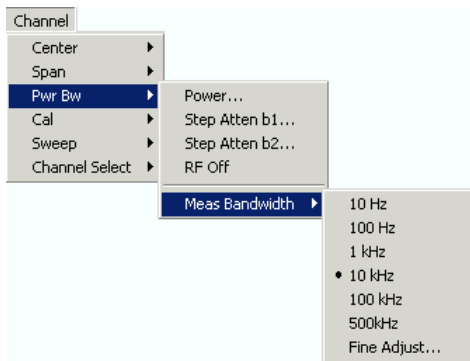 Channel
Center
Span
Pwr Bw
Cal
Sweep
Channel Select
Power...
Step Atten b1...
Step Atten b2...
RF Off
Meas Bandwidth
10 Hz
100 Hz
1 kHz
10 kHz
100 kHz
500kHz
Fine Adjust...